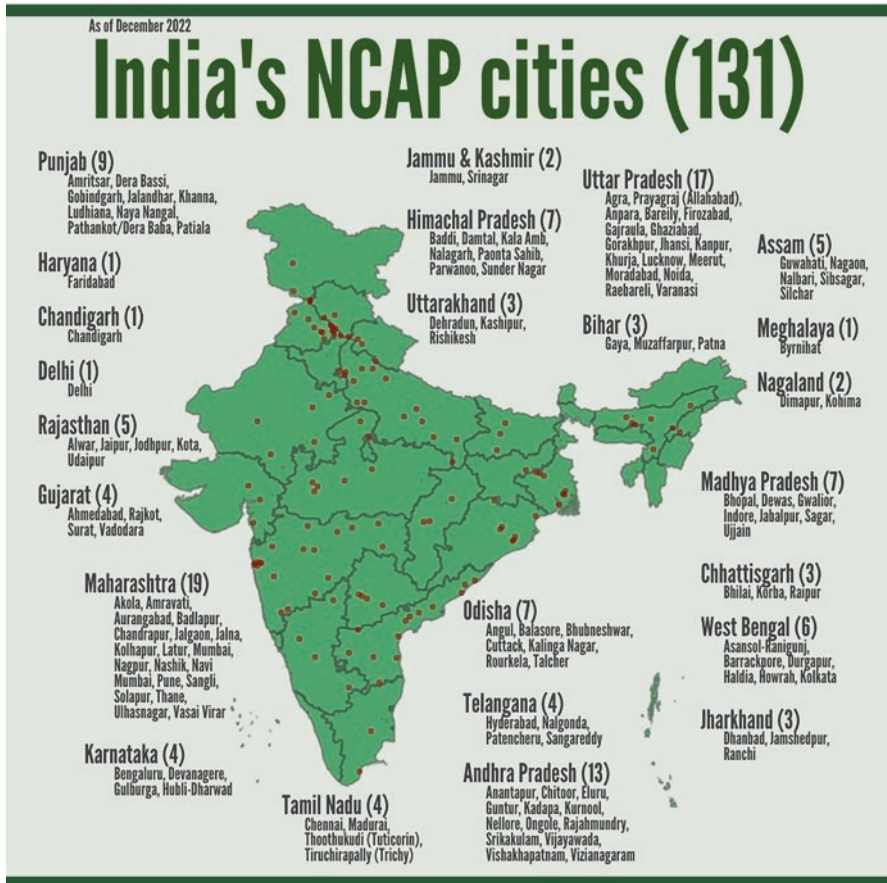 As of December 2022
India's NCAP cities (131)
Punjab (9)
Amritsar, Dera Bassi,
Gobindgarh, Jalandhar, Khanna,
Ludhiana, Naya Nangal,
Pathankot/Dera Baba, Patiala
Haryana (1)
Faridabad
Chandigarh (1)
Chandigarh
Delhi (1)
Delhi
Rajasthan (5)
Alwar, Jaipur, Jodhpur, Kota,
Udaipur
Gujarat (4)
Ahmedabad, Rajkot,
Surat, Vadodara
Maharashtra (19)
Akola, Amravati,
Aurangabad, Badlapur,
Chandrapur, Jalgaon, Jalna,
Kolhapur, Latur, Mumbai,
Nagpur, Nashik, Navi
Mumbai, Pune, Sangli,
Solapur, Thane,
Ulhasnagar, Vasai Virar
Karnataka (4)
Bengaluru, Devanagere,
Gulburga, Hubli-Dharwad
Jammu & Kashmir (2)
Jammu, Srinagar
Himachal Pradesh (7)
Baddi, Damtal, Kala Amb,
Nalagarh, Paonta Sahib,
Parwanoo, Sunder Nagar
Uttarakhand (3)
Dehradun, Kashipur,
Rishikesh
Uttar Pradesh (17)
Agra, Prayagraj (Allahabad),
Anpara, Bareily, Firozabad,
Gajraula, Ghaziabad,
Gorakhpur, Jhansi, Kanpur,
Khurja, Lucknow, Meerut,
Moradabad, Noida,
Raebareli, Varanasi
Bihar (3)
Gaya, Muzaffarpur, Patna
Assam (5)
Guwahati, Nagaon,
Nalbari, Sibsagar,
Silchar
Meghalaya (1)
Byrnihat
Nagaland (2)
Dimapur, Kohima
Madhya Pradesh (7)
Bhopal, Dewas, Gwalior,
Indore, Jabalpur, Sagar,
Ujjain
Chhattisgarh (3)
Bhilai, Korba, Raipur
West Bengal (6)
Asansol-Ranigunj,
Barrackpore, Durgapur,
Haldia, Howrah, Kolkata
Jharkhand (3)
Dhanbad, Jamshedpur,
Ranchi
Odisha (7)
Angul, Balasore, Bhubneshwar,
Cuttack, Kalinga Nagar,
Rourkela, Talcher
Telangana (4)
Hyderabad, Nalgonda,
Patencheru, Sangareddy
Andhra Pradesh (13)
Anantapur, Chitoor, Eluru,
Guntur, Kadapa, Kurnool,
Nellore, Ongole, Rajahmundry,
Srikakulam, Vijayawada,
Vishakhapatnam, Vizianagaram
Tamil Nadu (4)
Chennai, Madurai,
Thoothukudi (Tuticorin),
Tiruchirapally (Trichy)